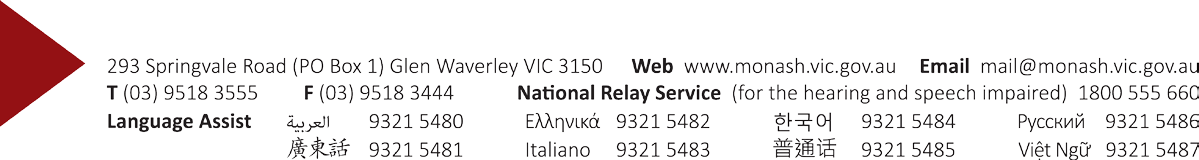 293 Springvale Road (PO Box 1) Glen Waverley VIC 3150 Web www.monash.vic.gov.au Email mail@monash.vic.gov.au
T (03) 9518 3555 F (03) 9518 3444 National Relay Service (for the hearing and speech impaired) 1800 555 660
Language Assist العربية 9321 5480 Ελληνικά 9321 5482 한국어 9321 5484 Русский 9321 5486
廣東話 9321 5481 Italiano 9321 5483 普通话 9321 5485 Việt Ngữ 9321 5487